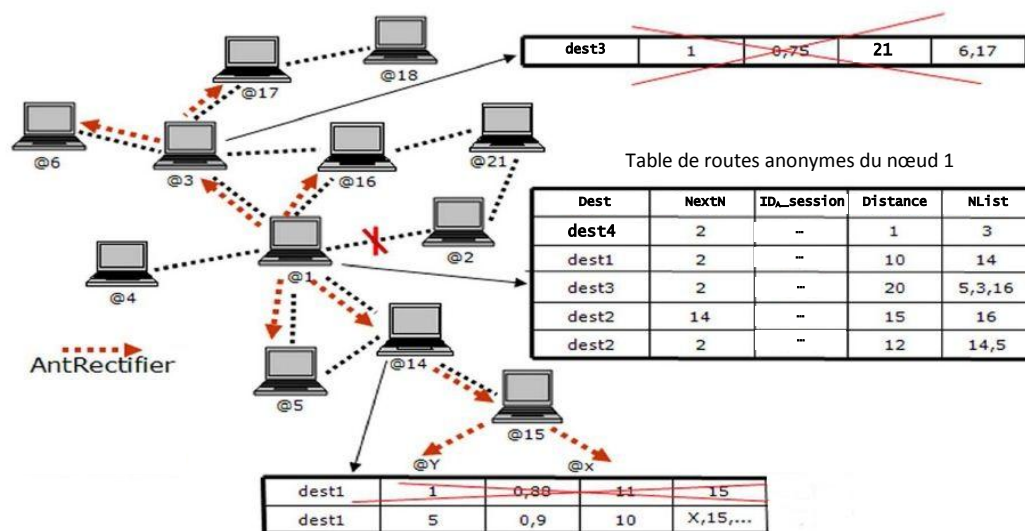 dest3 1 0,75 21 6,17
@18
@17
@6
@3
@16
@21
Table de routes anonymes du nœud 1
Dest NextN IDA_session Distance NList
dest4 2 ... 1 3
dest1 2 ... 10 14
dest3 2 ... 20 5,3,16
dest2 14 ... 15 16
dest2 2 ... 12 14,5
@2
@1
@4
AntRectifier
@14
@5
@15
@Y @x
dest1 1 0,88 11 15
dest1 5 0,9 10 X,15,...